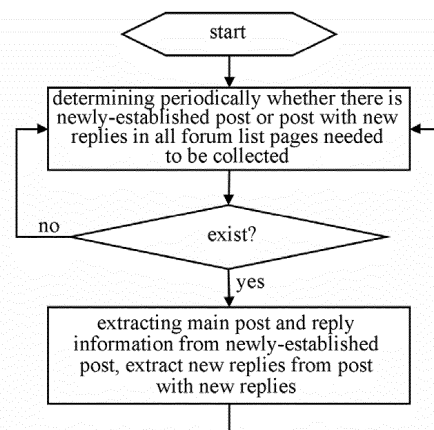 start
determining periodically whether there is
newly-established post or post with new
replies in all forum list pages needed
to be collected
no
exist?
yes
extracting main post and reply
information from newly-established
post, extract new replies from post
with new replies